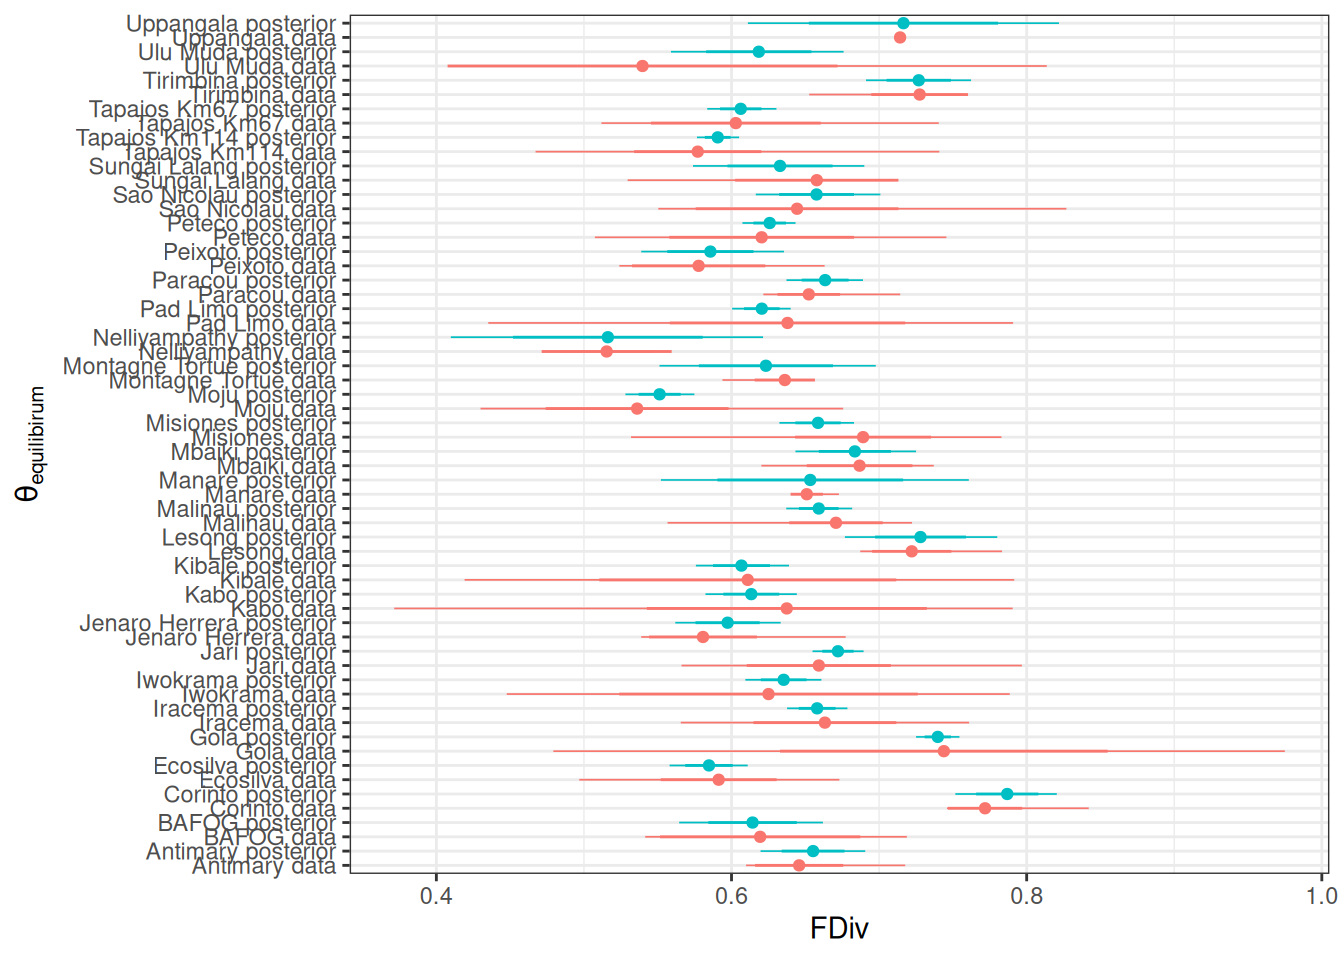 Uppangala posterior
Uppangala data
Ulu Muda posterior
Ulu Muda data
Tirimbina posterior
Tirimbina data
Tapajos Km67 posterior
Tapajos Km67 data
Tapajos Km114 posterior
Tapajos Km114 data
Sungai Lalang posterior
Sungai Lalang data
Sao Nicolau posterior
Sao Nicolau data
Peteco posterior
Peteco data
Peixoto posterior
Peixoto data
Paracou posterior
Paracou data
Pad Limo posterior
Pad Limo data
Nelliyampathy posterior
Nelliyampathy data
Montagne Tortue posterior
Montagne Tortue data
Moju posterior
Moju data
Misiones posterior
Misiones data
Mbaiki posterior
Mbaiki data
Manare posterior
Manare data
Malinau posterior
Malinau data
Lesong posterior
Lesong data
Kibale posterior
Kibale data
Kabo posterior
Kabo data
Jenaro Herrera posterior
Jenaro Herrera data
Jari posterior
Jari data
Iwokrama posterior
Iwokrama data
Iracema posterior
Iracema data
Gola posterior
Gola data
Ecosilva posterior
Ecosilva data
Corinto posterior
Corinto data
BAFOG posterior
BAFOG data
Antimary posterior
Antimary data
θequilibirum
0.4 0.6 0.8 1.0
FDiv